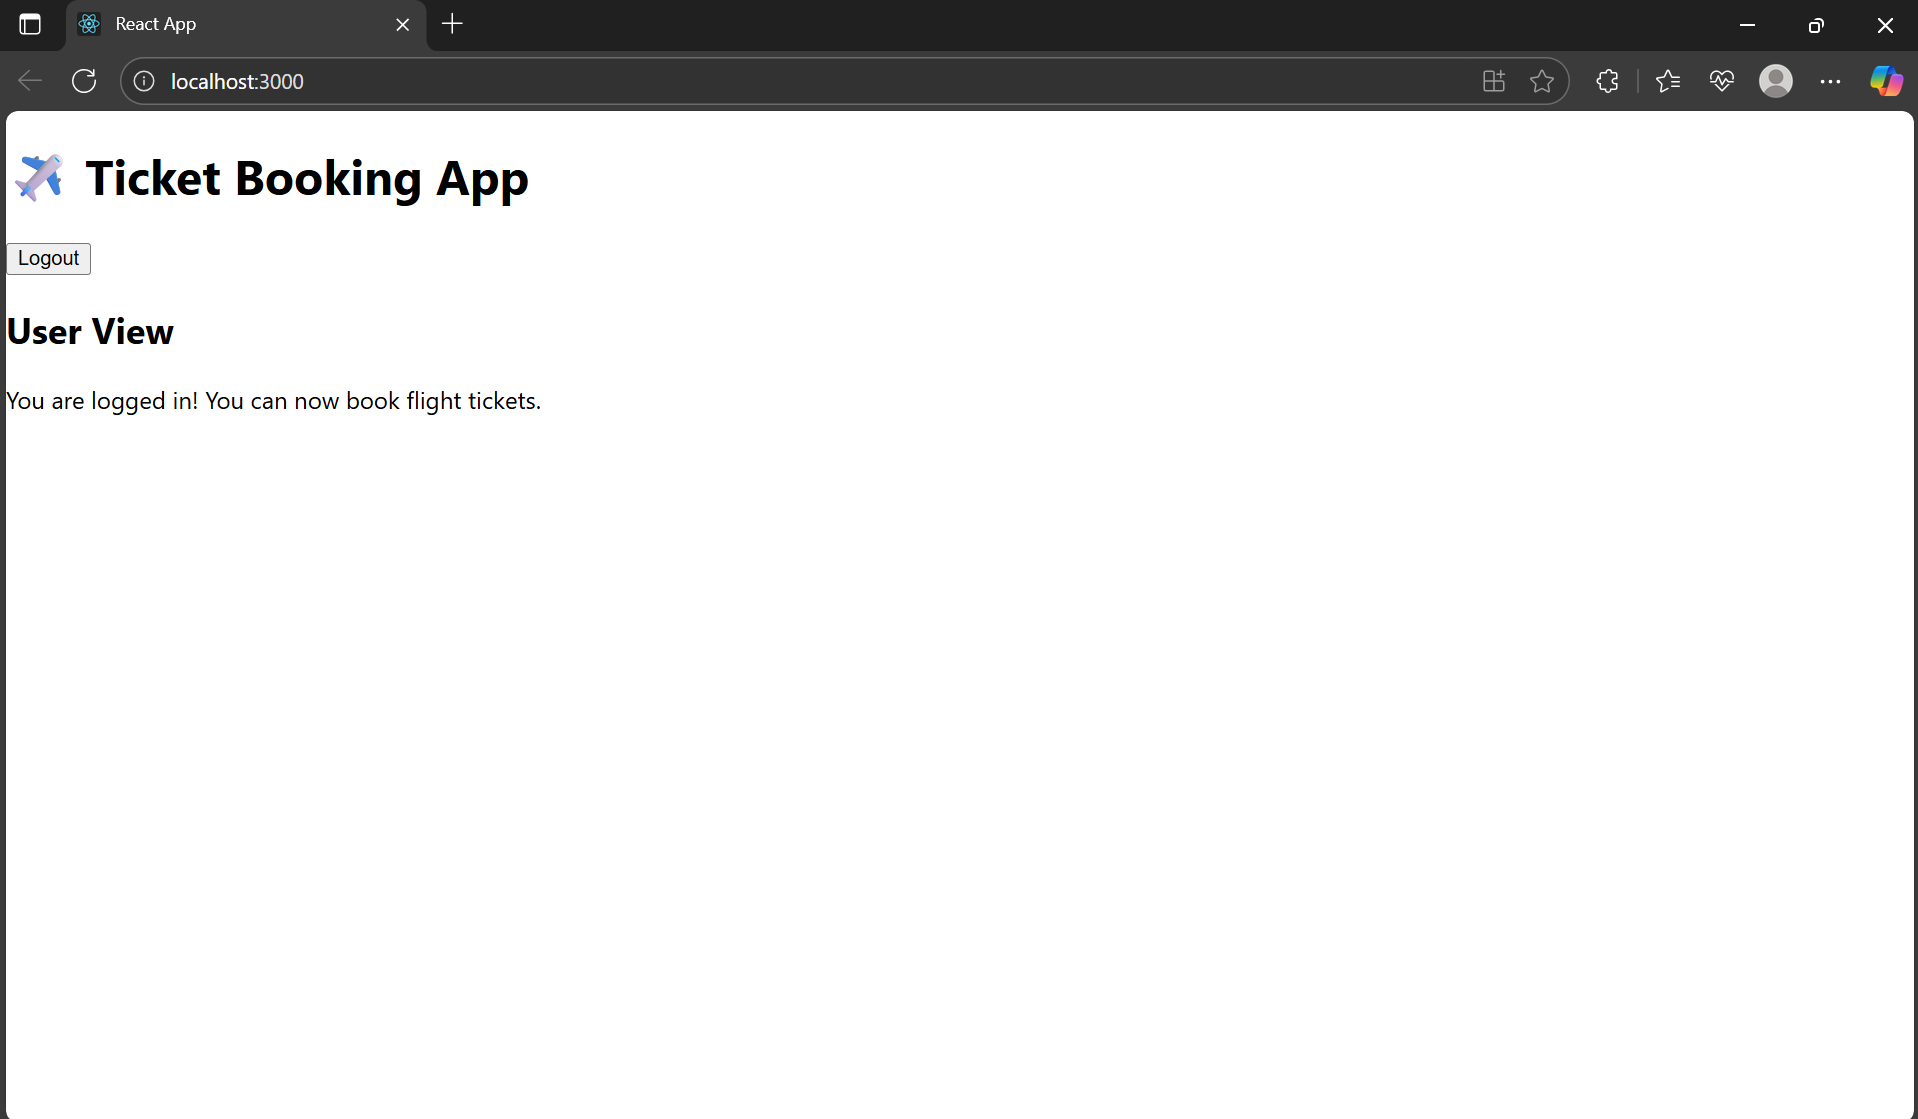 React App
localhost:3000
✈️ Ticket Booking App
Logout
User View
You are logged in! You can now book flight tickets.